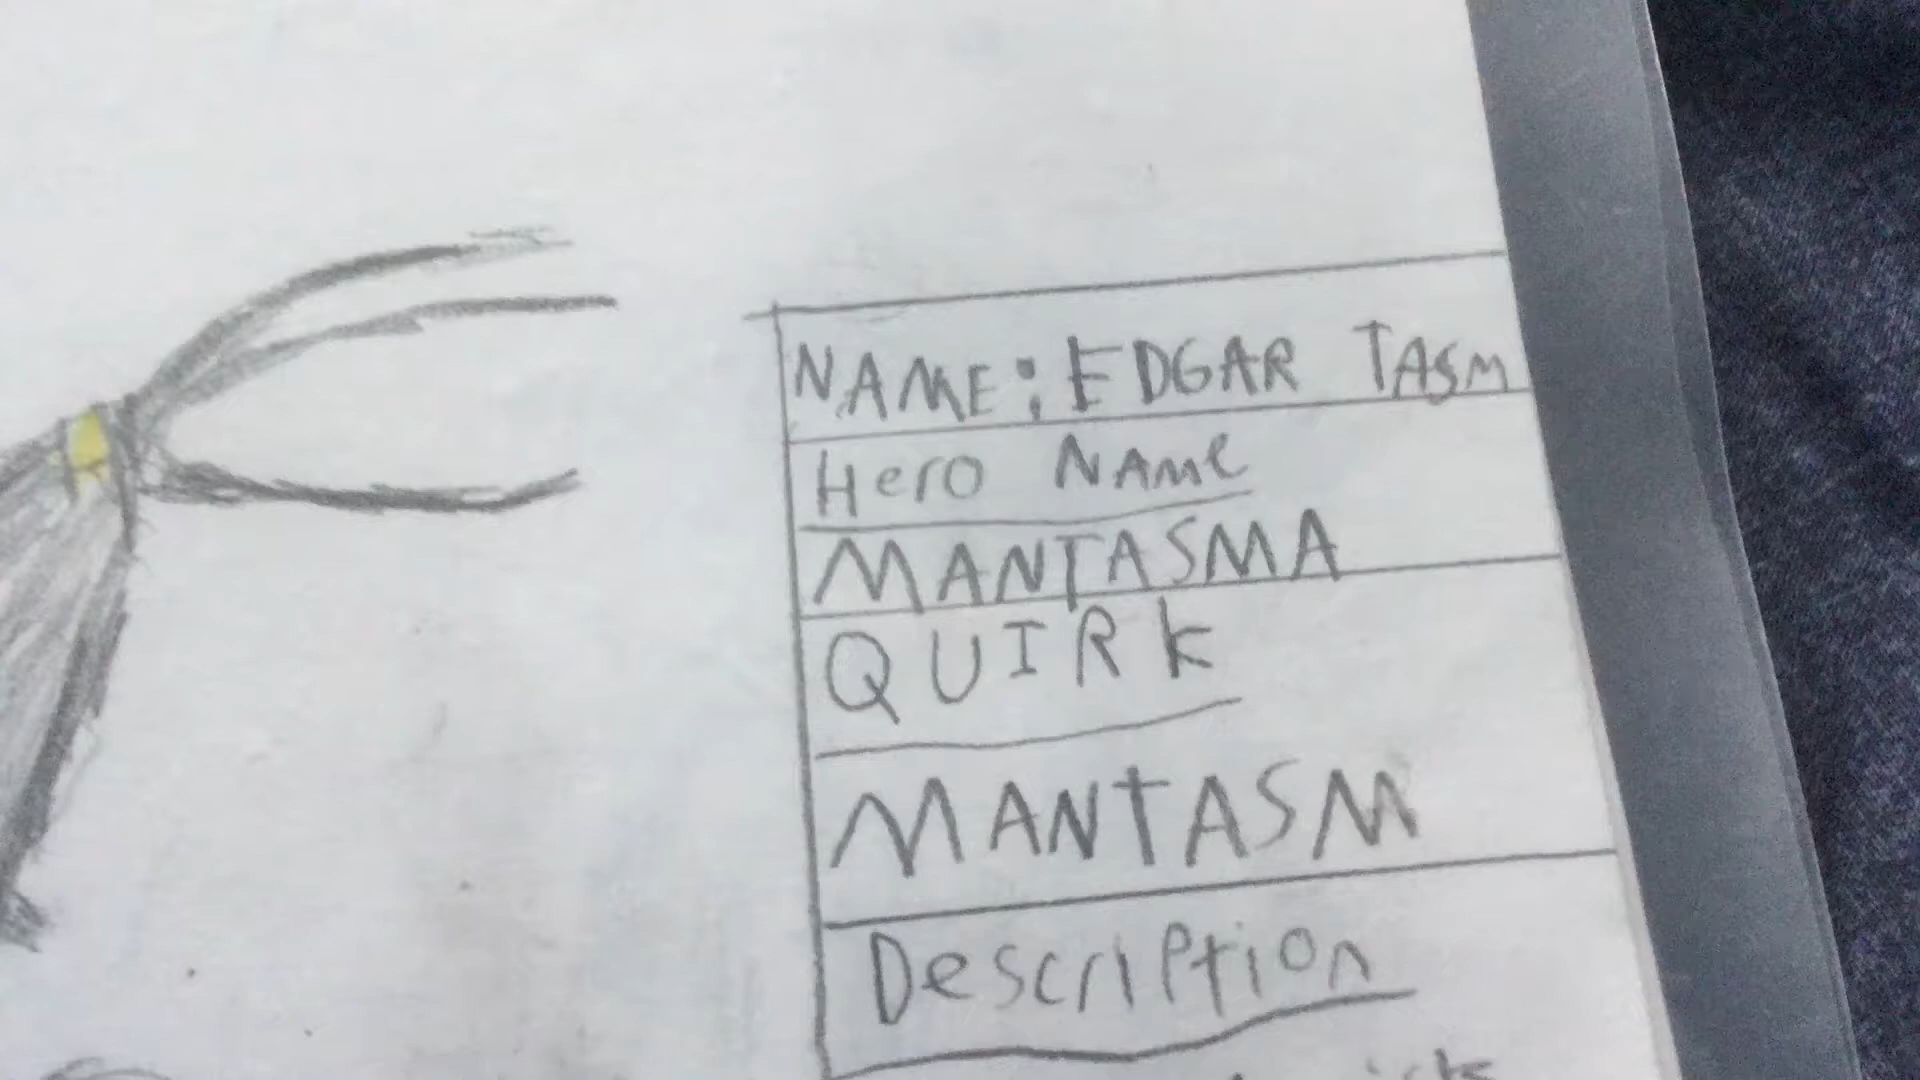 NAME: EDGAR TASM
Hero NAMe
MANTASMA
QUIRK
MANTASM
Description